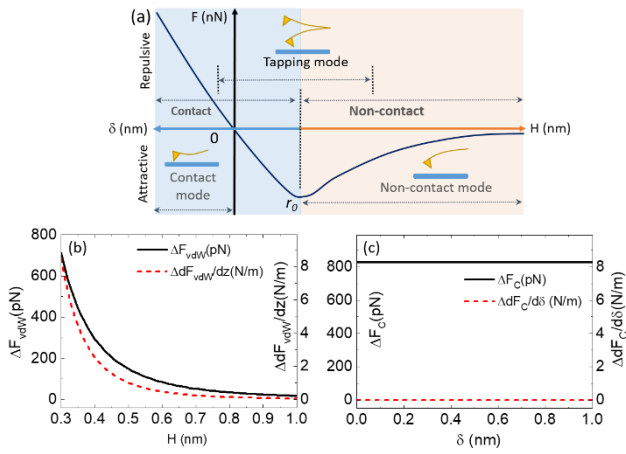 (a)
F (nN)
Repulsive
Tapping mode
Contact
Non-contact
δ (nm)
0
H (nm)
Attractive
Contact
mode
r0
Non-contact mode
(b)
800
600
400
200
0
ΔFvdW(pN)
ΔFvdW(pN)
ΔdFvdW/dz(N/m)
8
6
4
2
0
ΔdFvdW/dz(N/m)
0.3 0.4 0.5 0.6 0.7 0.8 0.9 1.0
H (nm)
(c)
800
600
400
200
0
ΔFC(pN)
ΔFC(pN)
ΔdFC/dδ (N/m)
8
6
4
2
0
ΔdFC/dδ(N/m)
0.0 0.2 0.4 0.6 0.8 1.0
δ (nm)